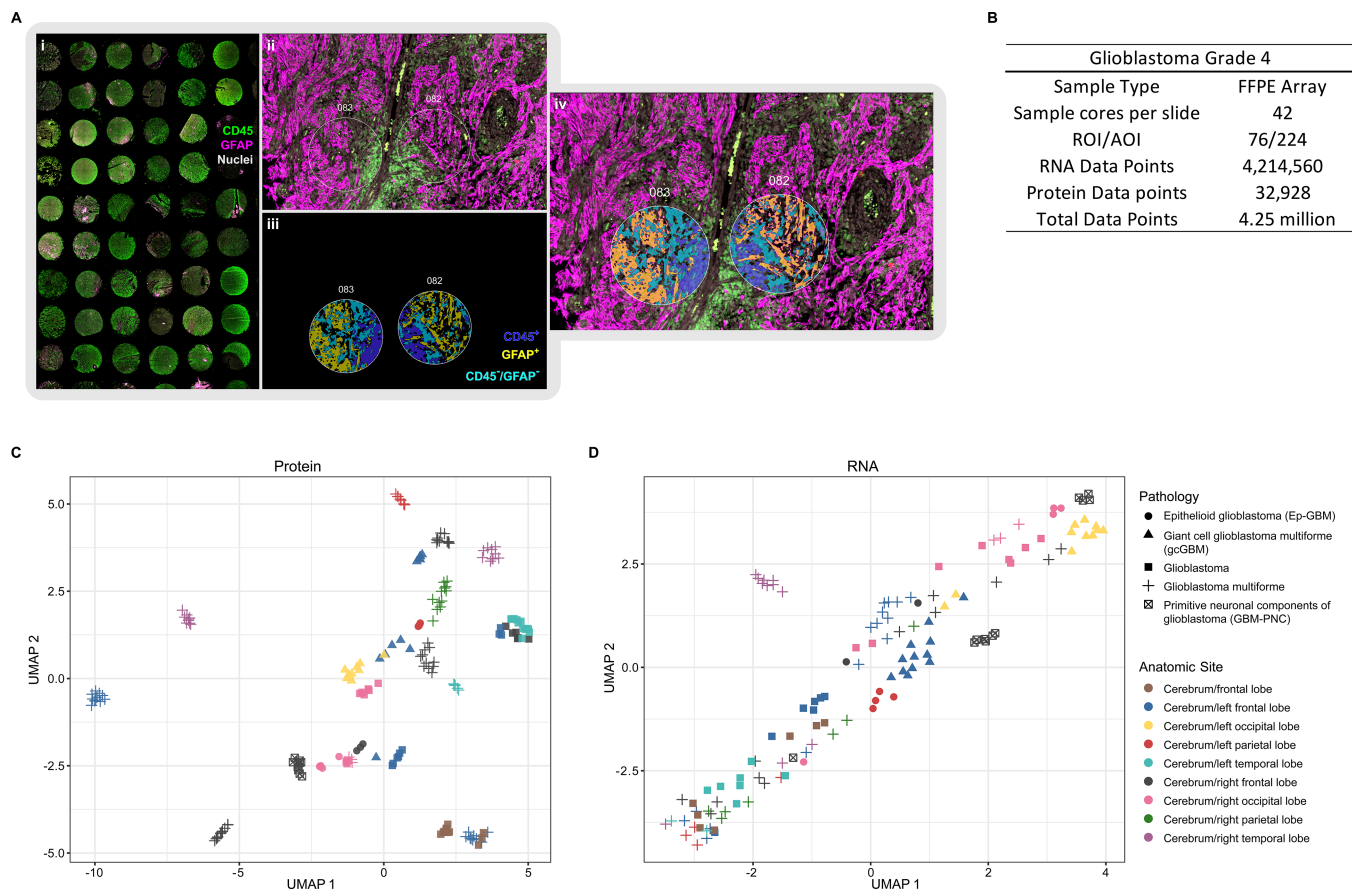 A
i
CD45
GFAP
Nuclei
ii
083
082
iii
083
082
CD45+
GFAP+
CD45-/GFAP-
iv
083
082
B
Glioblastoma Grade 4
Sample Type FFPE Array
Sample cores per slide 42
ROI/AOI 76/224
RNA Data Points 4,214,560
Protein Data points 32,928
Total Data Points 4.25 million
C
Protein
UMAP 2
5.0
2.5
0.0
-2.5
-5.0
-10 -5 0 5
UMAP 1
D
RNA
UMAP 2
2.5
0.0
-2.5
-2 0 2 4
UMAP 1
Pathology
Epithelioid glioblastoma (Ep-GBM)
Giant cell glioblastoma multiforme
(gcGBM)
Glioblastoma
Glioblastoma multiforme
Primitive neuronal components of
glioblastoma (GBM-PNC)
Anatomic Site
Cerebrum/frontal lobe
Cerebrum/left frontal lobe
Cerebrum/left occipital lobe
Cerebrum/left parietal lobe
Cerebrum/left temporal lobe
Cerebrum/right frontal lobe
Cerebrum/right occipital lobe
Cerebrum/right parietal lobe
Cerebrum/right temporal lobe